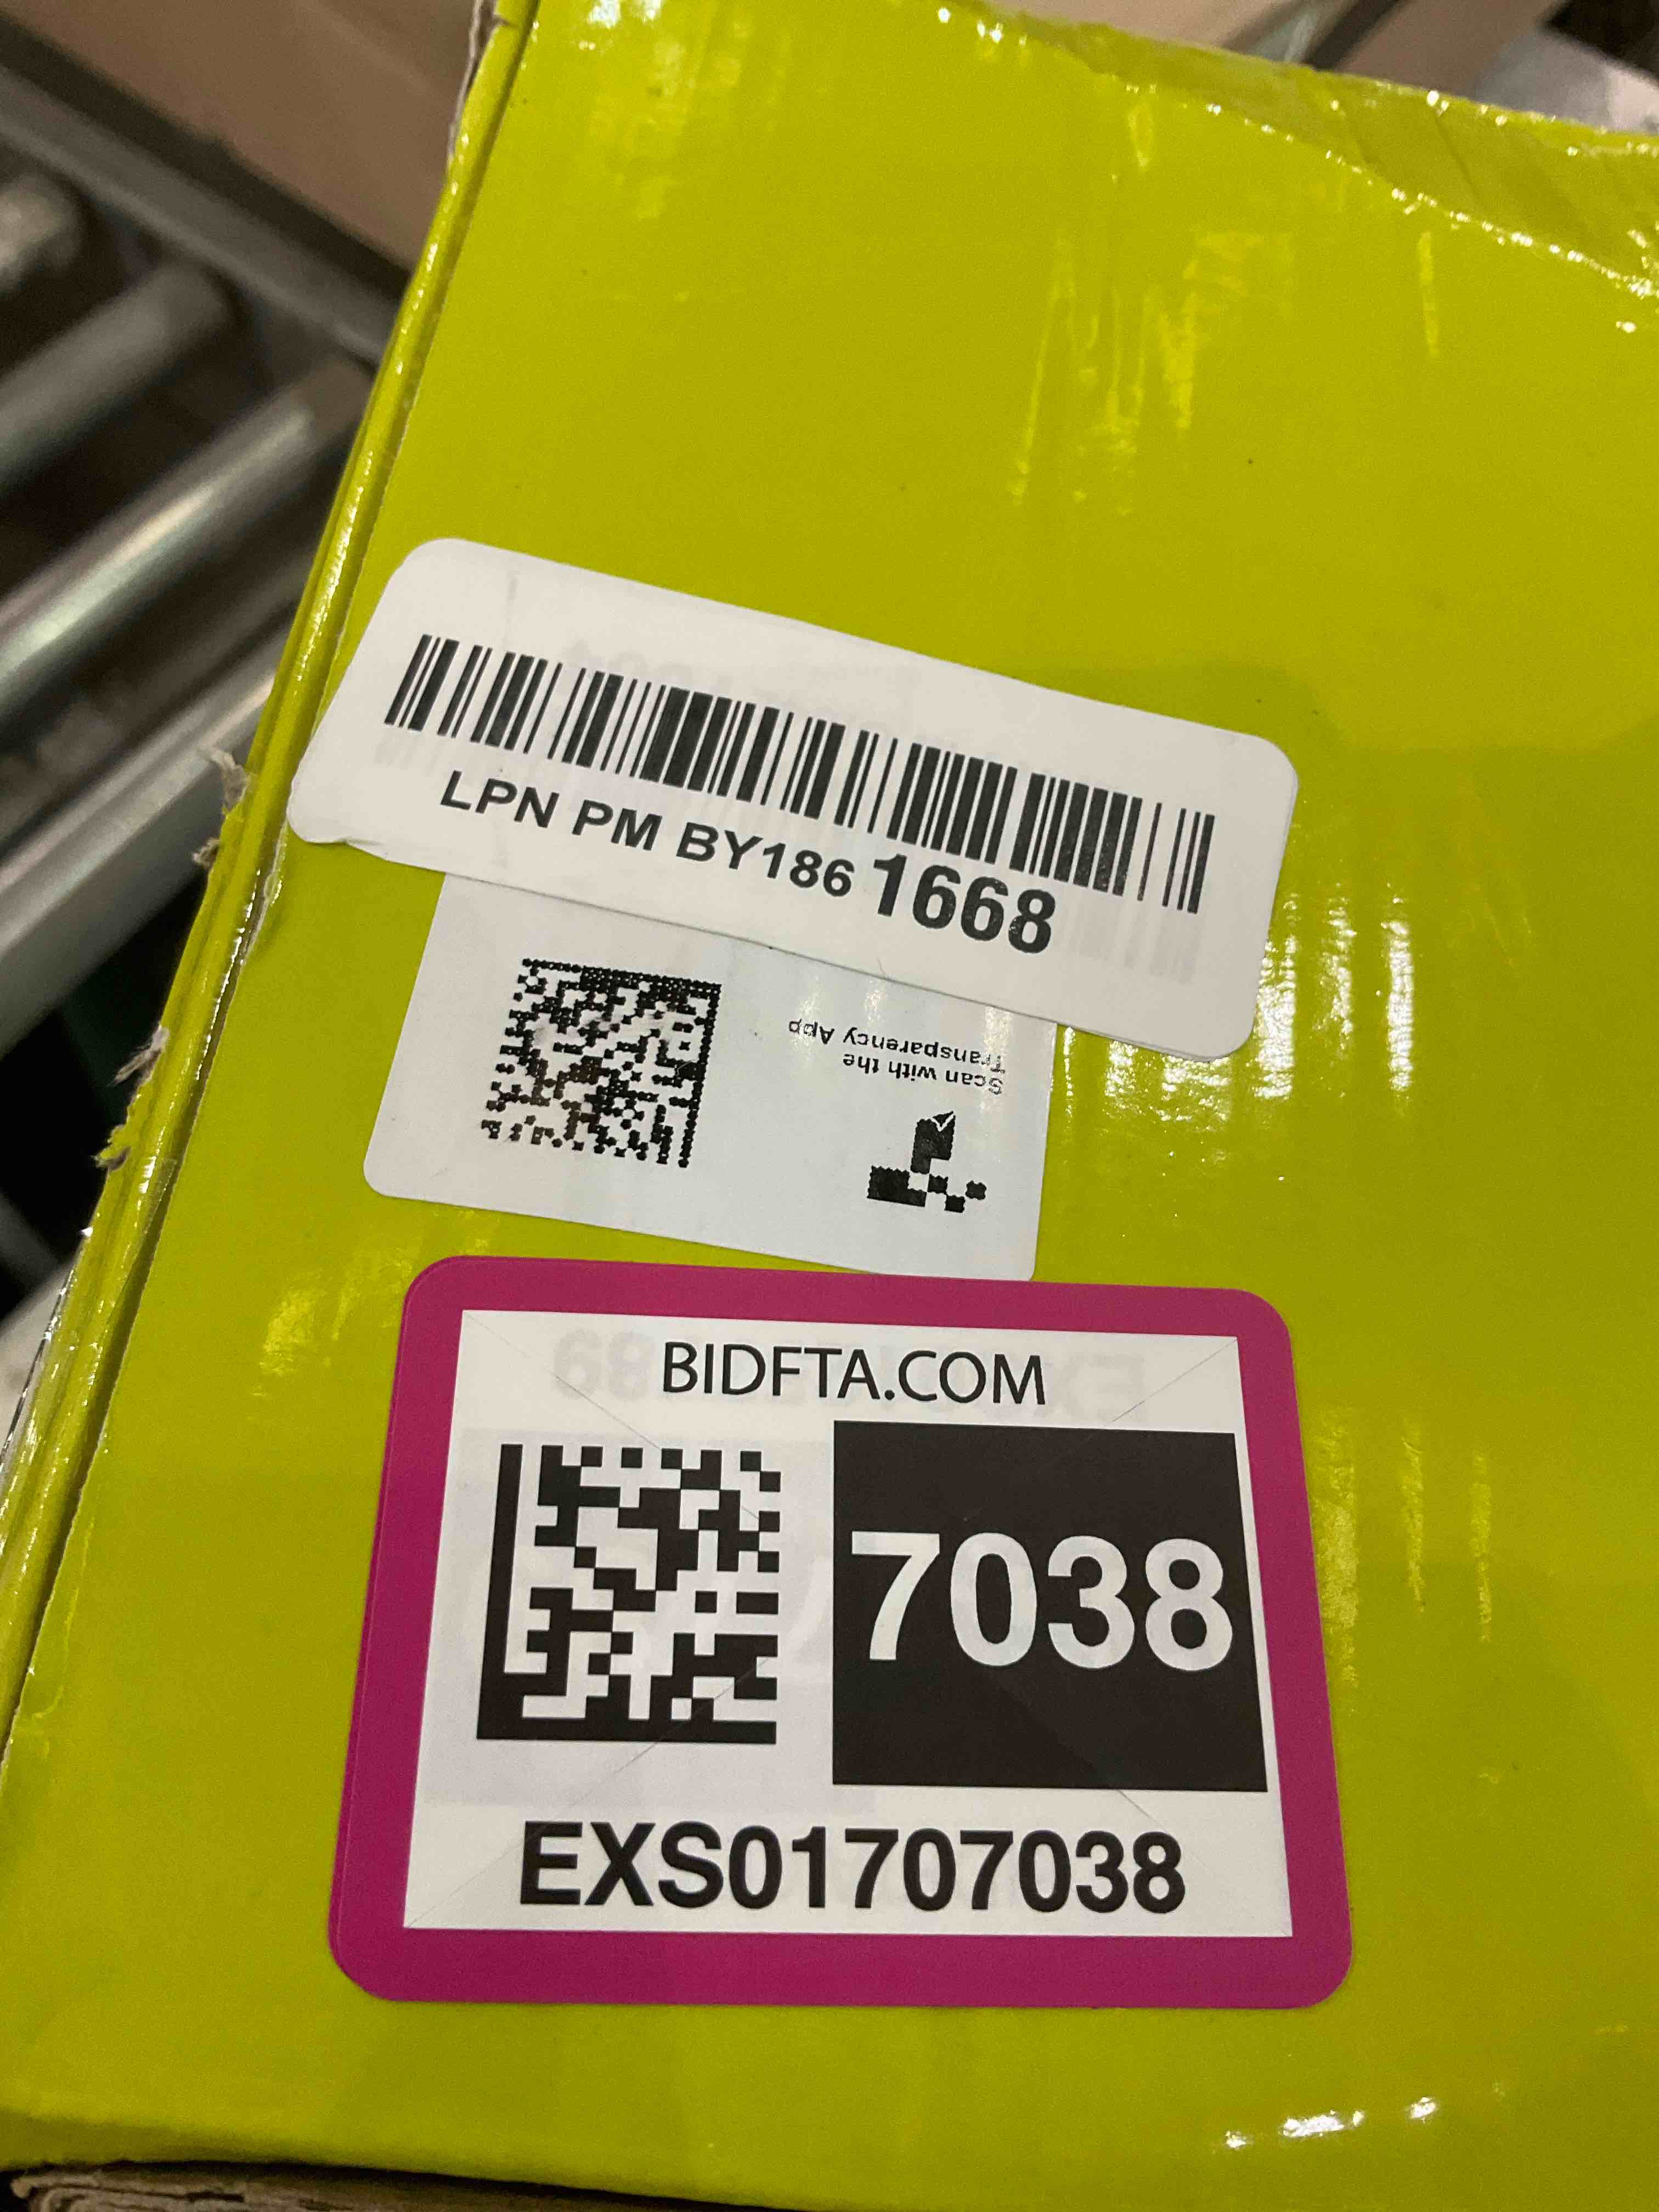 LPN PM BY186 1668
Scan with the
Transparency App
BIDFTA.COM
7038
EXS01707038